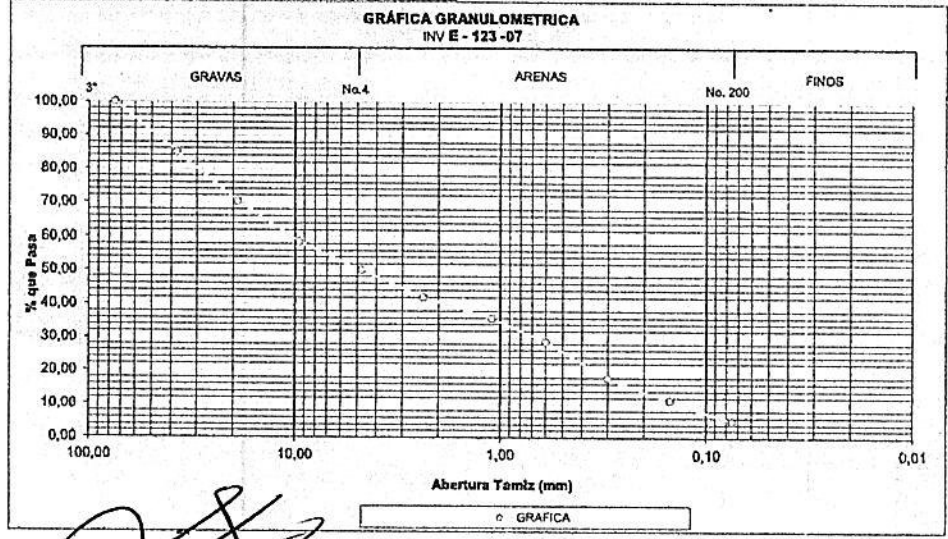 GRÁFICA GRANULOMETRICA
INV E - 123 -07
GRAVAS
No.4
ARENAS
No. 200
FINOS
3"
100,00
90,00
80,00
70,00
60,00
50,00
40,00
30,00
20,00
10,00
0,00
% que Pasa
100,00
10,00
1,00
0,10
0,01
Abertura Tamiz (mm)
GRAFICA